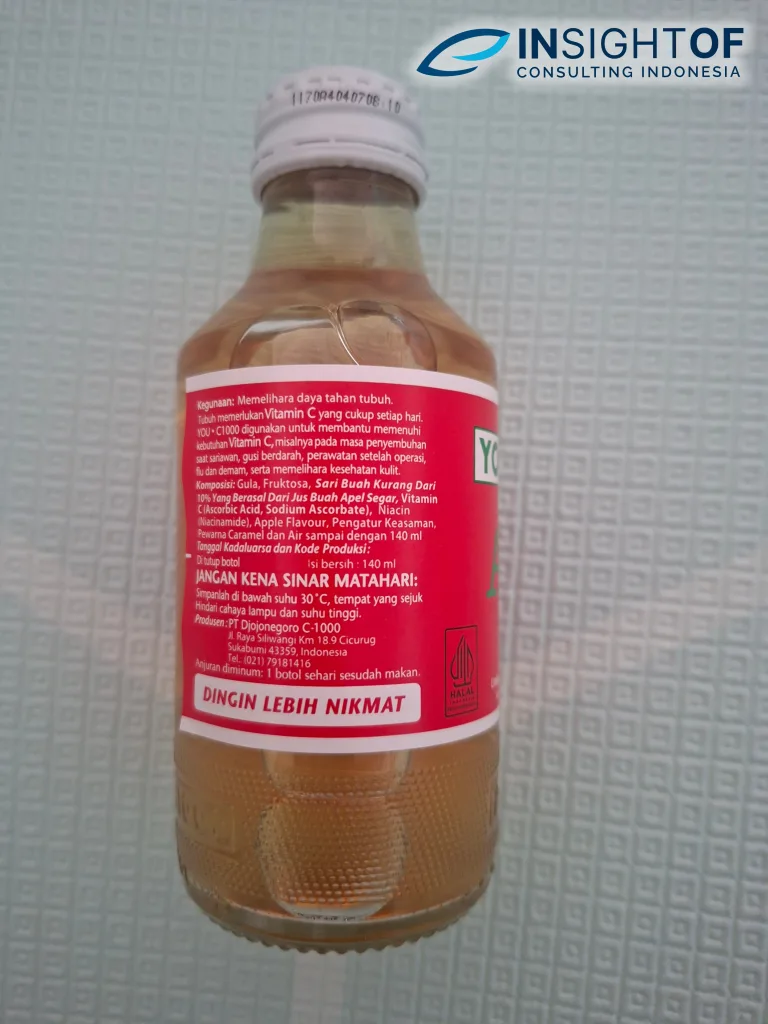 INSIGHTOF
CONSULTING INDONESIA
Kegunaan: Memelihara daya tahan tubuh.
Tubuh memerlukan Vitamin C yang cukup setiap hari.
YOU • C1000 digunakan untuk membantu memenuhi
kebutuhan Vitamin C, misalnya pada masa penyembuhan
saat sariawan, gusi berdarah, perawatan setelah operasi,
flu dan demam, serta memelihara kesehatan kulit.
Komposisi: Gula, Fruktosa, Sari Buah Kurang Dari
10% Yang Berasal Dari Jus Buah Apel Segar, Vitamin
C (Ascorbic Acid, Sodium Ascorbate), Niacin
(Niacinamide), Apple Flavour, Pengatur Keasaman,
Pewarna Caramel dan Air sampai dengan 140 ml
Tanggal Kadaluarsa dan Kode Produksi:
Di tutup botol Isi bersih : 140 ml
JANGAN KENA SINAR MATAHARI:
Simpanlah di bawah suhu 30°C, tempat yang sejuk
Hindari cahaya lampu dan suhu tinggi.
Produsen: PT Djojonegoro C-1000
Jl. Raya Siliwangi Km 18.9 Cicurug
Sukabumi 43359, Indonesia
Tel.. (021) 79181416
Anjuran diminum: 1 botol sehari sesudah makan.
DINGIN LEBIH NIKMAT
HALAL
YO